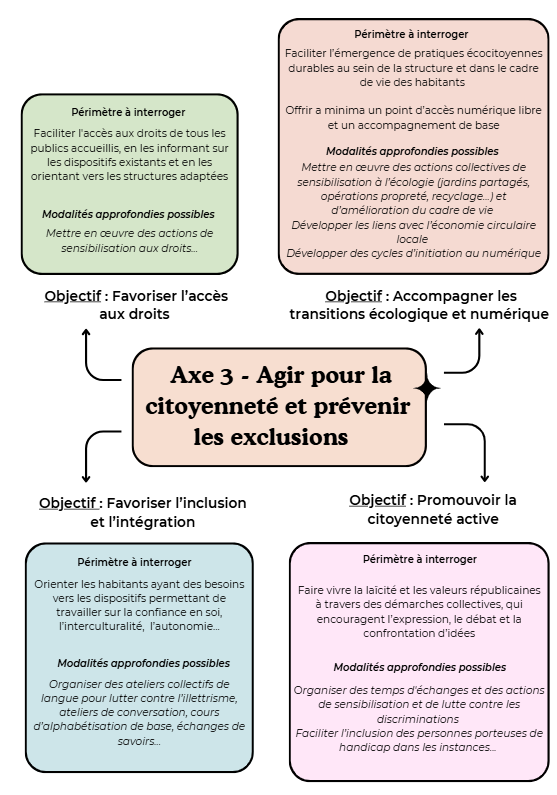 Périmètre à interroger
Faciliter l'accès aux droits de tous les
publics accueillis, en les informant sur
les dispositifs existants et en les
orientant vers les structures adaptées
Modalités approfondies possibles
Mettre en œuvre des actions de
sensibilisation aux droits...
Périmètre à interroger
Faciliter l'émergence de pratiques écocitoyennes
durables au sein de la structure et dans le cadre
de vie des habitants
Offrir a minima un point d'accès numérique libre
et un accompagnement de base
Modalités approfondies possibles
Mettre en œuvre des actions collectives de
sensibilisation à l'écologie (jardins partagés,
opérations propreté, recyclage...) et
d'amélioration du cadre de vie
Développer les liens avec l'économie circulaire
locale
Développer des cycles d'initiation au numérique
Objectif : Favoriser l'accès
aux droits
Objectif : Accompagner les
transitions écologique et numérique
Axe 3 - Agir pour la
citoyenneté et prévenir
les exclusions
Objectif : Favoriser l'inclusion
et l'intégration
Objectif : Promouvoir la
citoyenneté active
Périmètre à interroger
Orienter les habitants ayant des besoins
vers les dispositifs permettant de
travailler sur la confiance en soi,
l'interculturalité, l'autonomie...
Modalités approfondies possibles
Organiser des ateliers collectifs de
langue pour lutter contre l'illettrisme,
ateliers de conversation, cours
d'alphabétisation de base, échanges de
savoirs...
Périmètre à interroger
Faire vivre la laïcité et les valeurs républicaines
à travers des démarches collectives, qui
encouragent l'expression, le débat et la
confrontation d'idées
Modalités approfondies possibles
Organiser des temps d'échanges et des actions
de sensibilisation et de lutte contre les
discriminations
Faciliter l'inclusion des personnes porteuses de
handicap dans les instances...